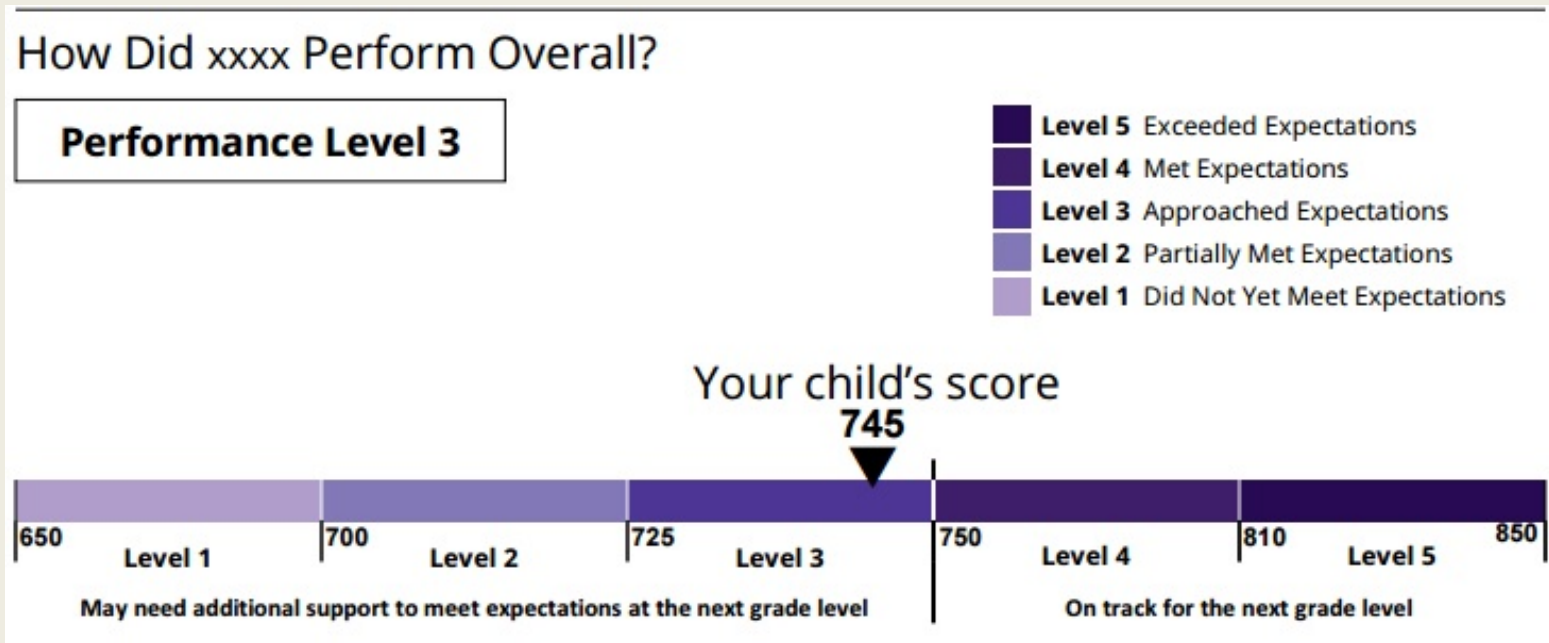 How Did xxxx Perform Overall?
Performance Level 3
Level 5 Exceeded Expectations
Level 4 Met Expectations
Level 3 Approached Expectations
Level 2 Partially Met Expectations
Level 1 Did Not Yet Meet Expectations
Your child's score
745
650 700 725 750 810 850
Level 1 Level 2 Level 3 Level 4 Level 5
May need additional support to meet expectations at the next grade level On track for the next grade level